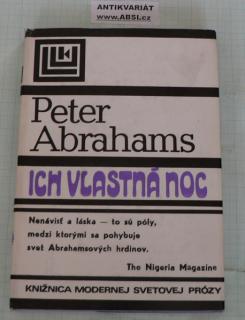 ANTIKVARIÁT
www.ABSI.cz
Peter
Abrahams
ICH VLASTNÁ NOC
Nenávisť a láska — to sú póly,
medzi ktorými sa pohybuje
svet Abrahamsových hrdinov.
The Nigeria Magazine
KNIŽNICA MODERNEJ SVETOVEJ PRÓZY